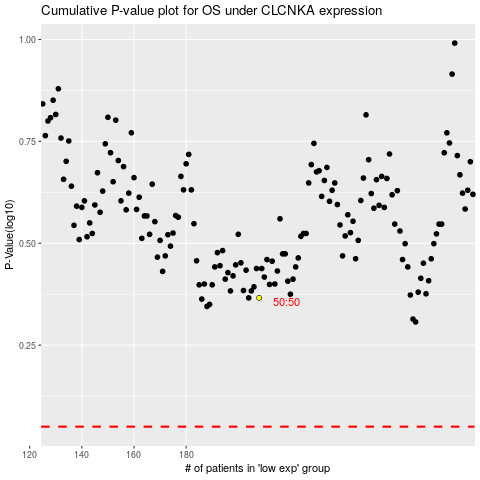 Cumulative P-value plot for OS under CLCNKA expression
P-Value(log10)
1.00
0.75
0.50
0.25
50:50
120 140 160 180
# of patients in 'low exp' group